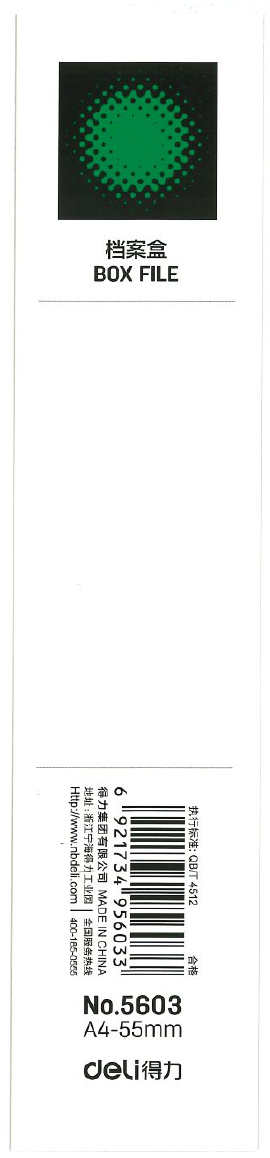 档案盒
BOX FILE
执行标准: QB/T 4512 合格
6 921734 956033
得力集团有限公司 MADE IN CHINA
地址: 浙江宁海得力工业园 全国服务热线
Http://www.nbdeli.com 400-185-0555
No.5603
A4-55mm
deli得力